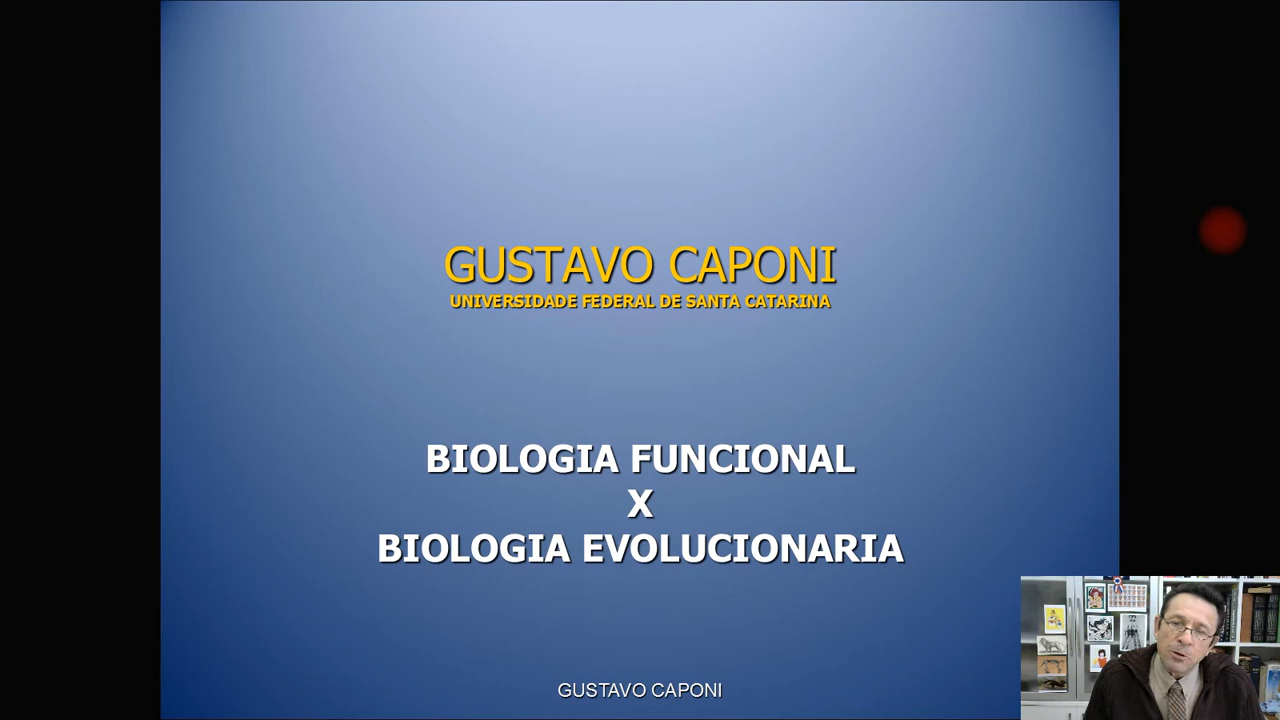 GUSTAVO CAPONI
UNIVERSIDADE FEDERAL DE SANTA CATARINA
BIOLOGIA FUNCIONAL
X
BIOLOGIA EVOLUCIONARIA
GUSTAVO CAPONI